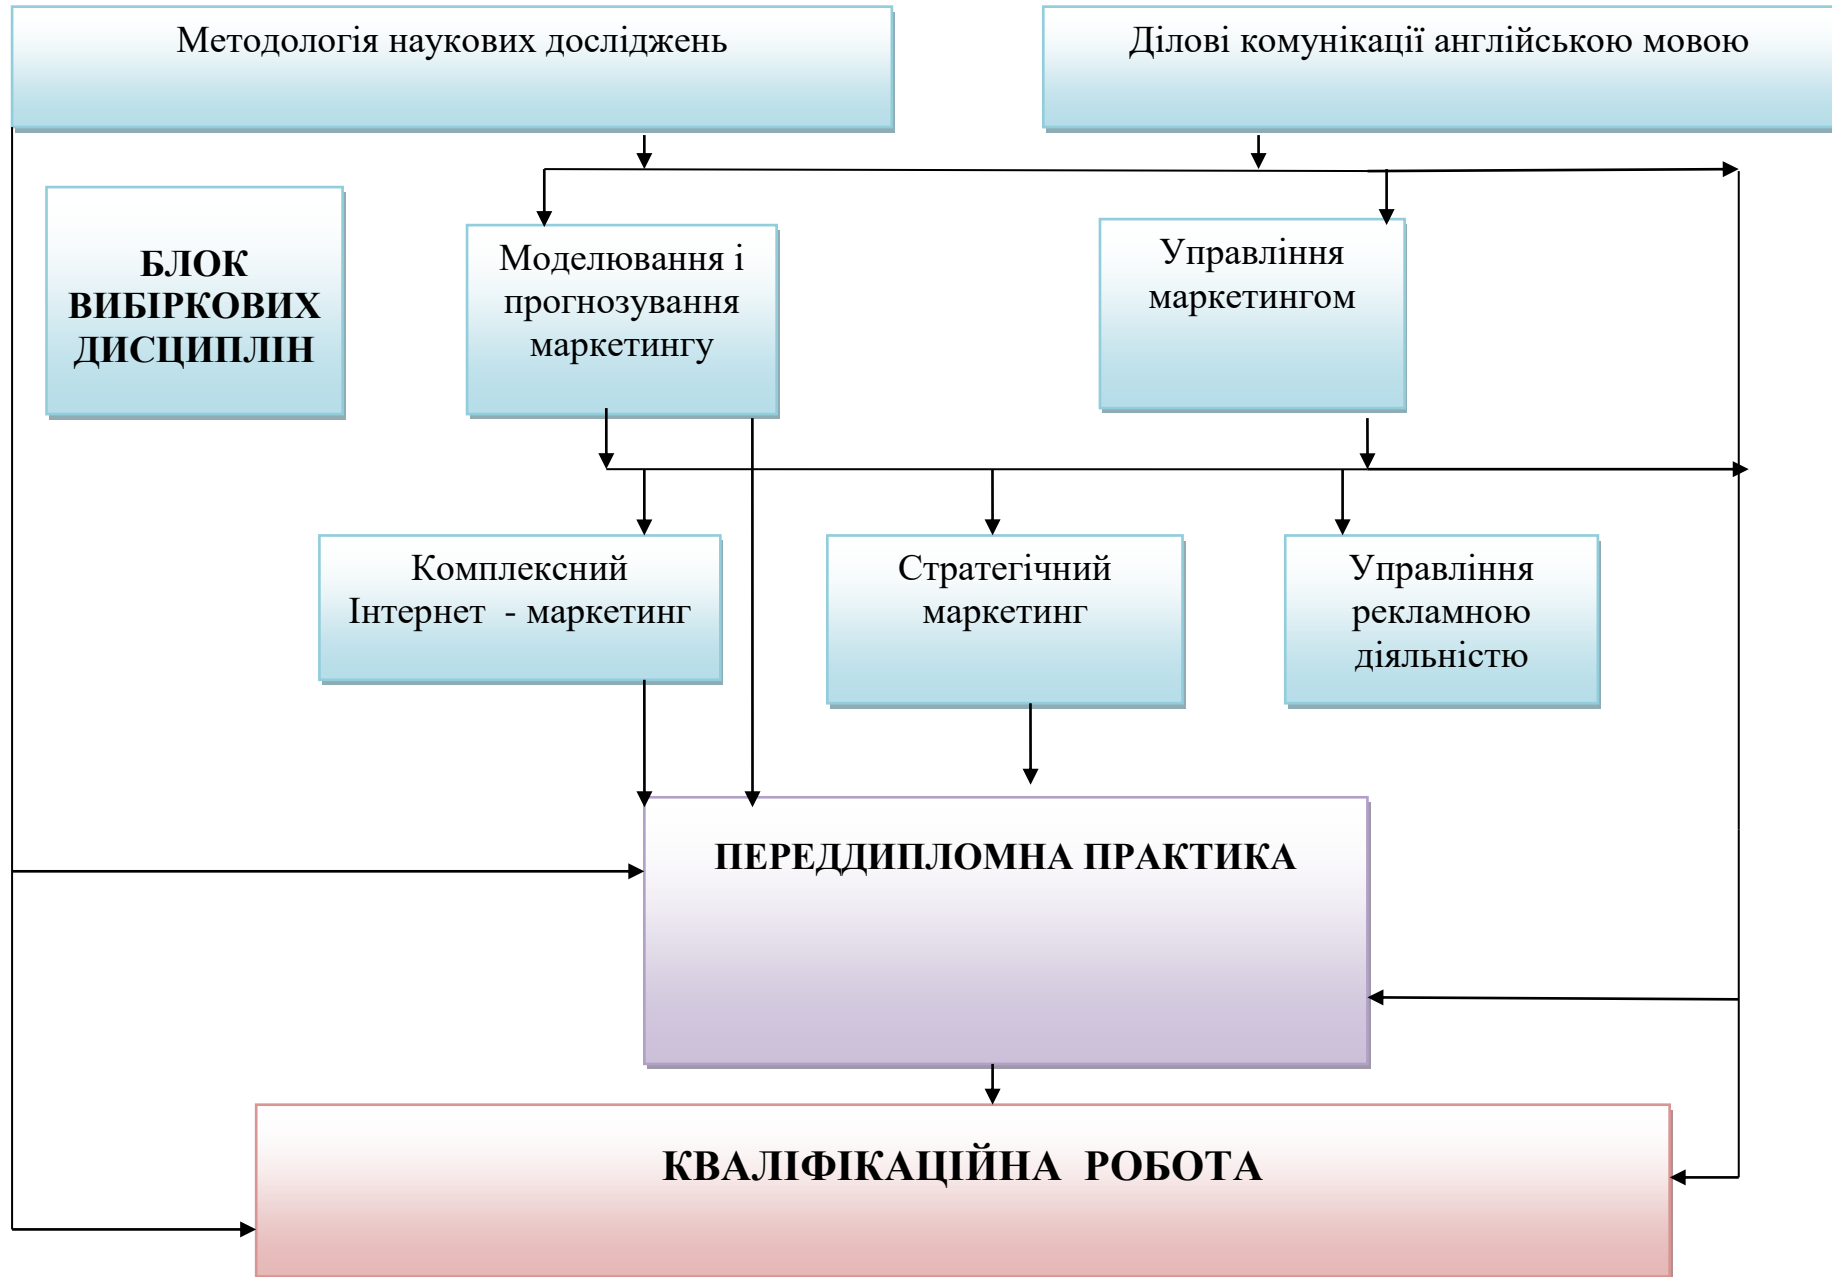 Методологія наукових досліджень
Ділові комунікації англійською мовою
БЛОК
ВИБІРКОВИХ
ДИСЦИПЛІН
Моделювання і
прогнозування
маркетингу
Управління
маркетингом
Комплексний
Інтернет  - маркетинг
Стратегічний
маркетинг
Управління
рекламною
діяльністю
ПЕРЕДДИПЛОМНА ПРАКТИКА
КВАЛІФІКАЦІЙНА  РОБОТА